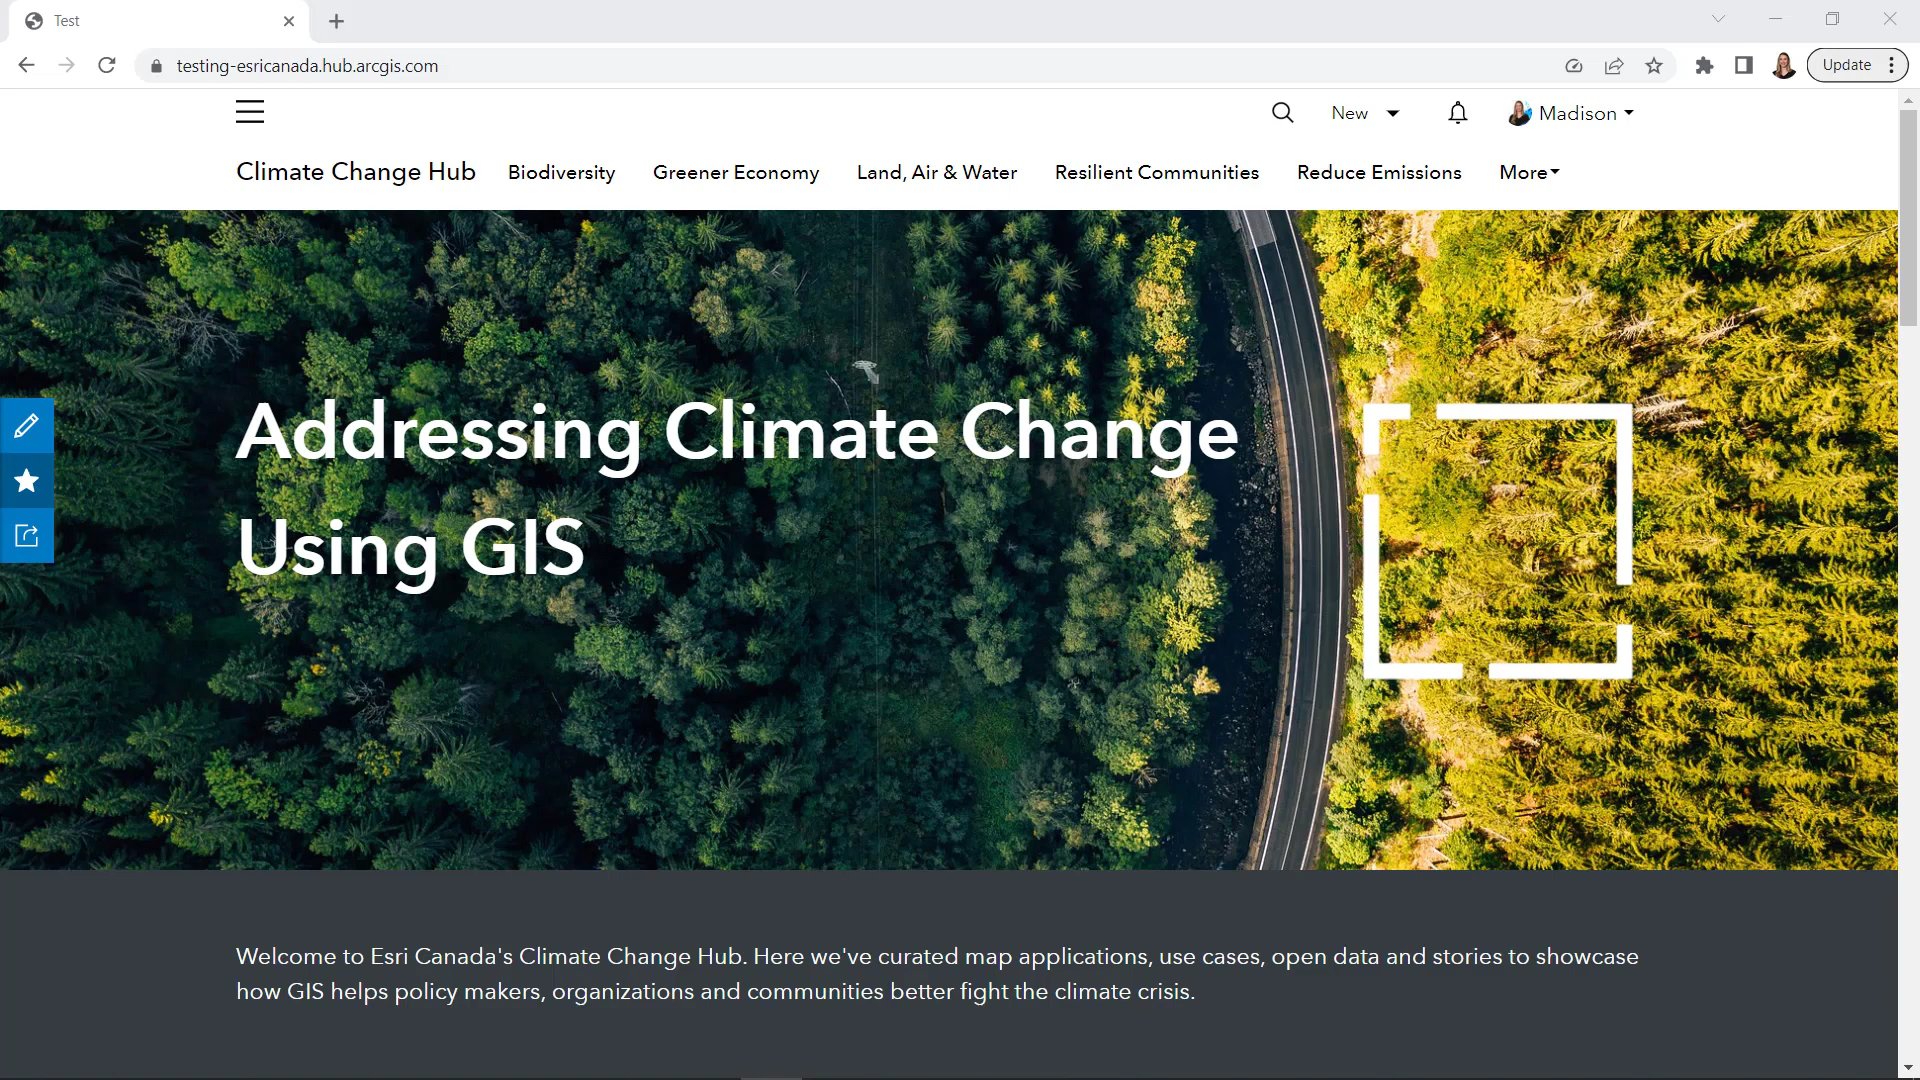 Test
testing-esricanada.hub.arcgis.com
Update
New
Madison
Climate Change Hub Biodiversity Greener Economy Land, Air & Water Resilient Communities Reduce Emissions More
Addressing Climate Change
Using GIS
Welcome to Esri Canada's Climate Change Hub. Here we've curated map applications, use cases, open data and stories to showcase
how GIS helps policy makers, organizations and communities better fight the climate crisis.